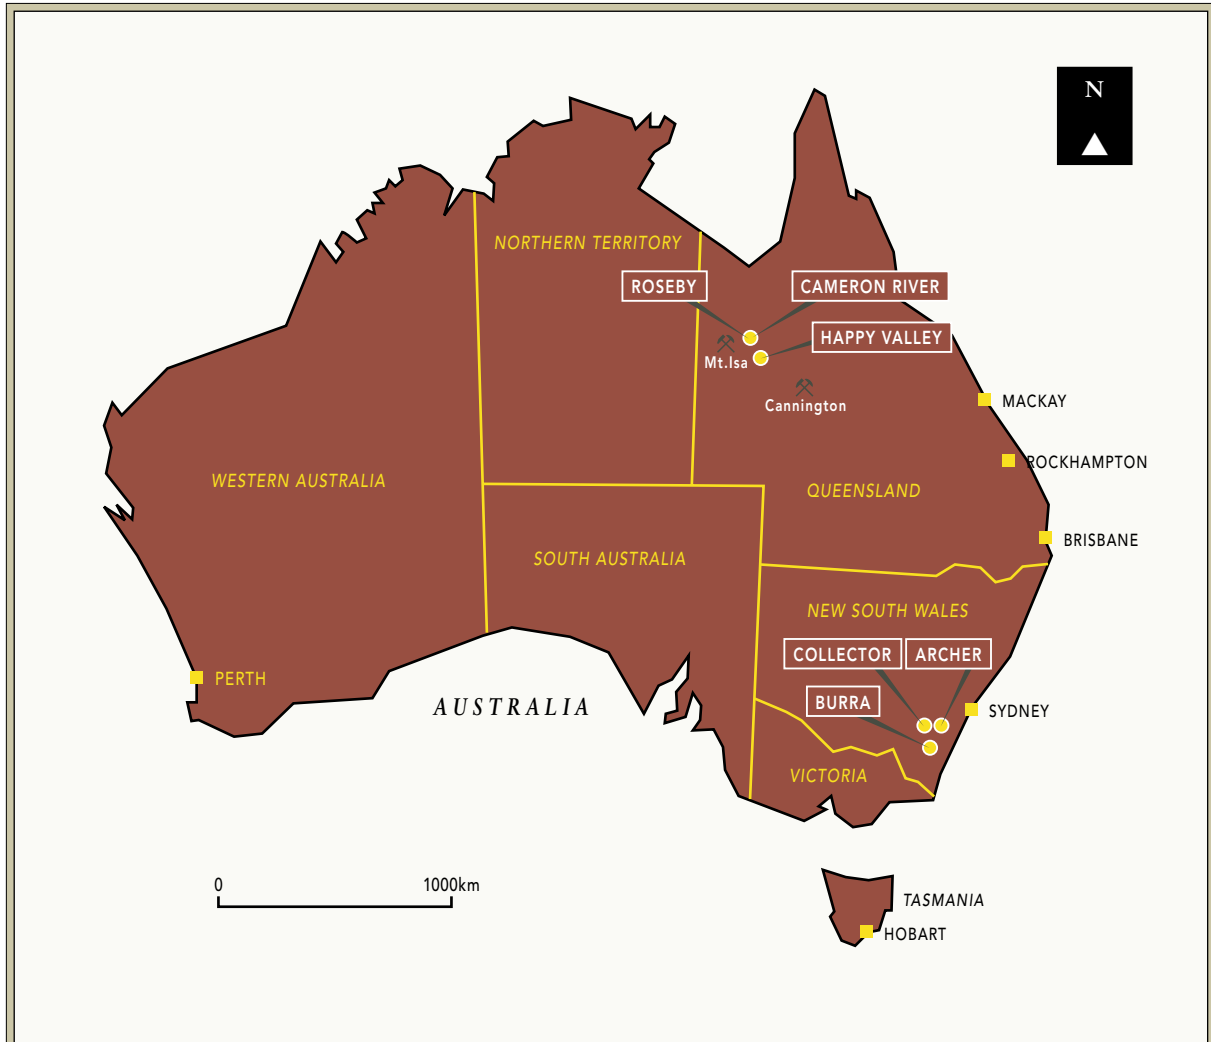 N
NORTHERN TERRITORY
ROSEBY
CAMERON RIVER
HAPPY VALLEY
Mt.Isa
Cannington
MACKAY
ROCKHAMPTON
WESTERN AUSTRALIA
QUEENSLAND
BRISBANE
SOUTH AUSTRALIA
NEW SOUTH WALES
COLLECTOR
ARCHER
PERTH
BURRA
AUSTRALIA
SYDNEY
VICTORIA
0
1000km
TASMANIA
HOBART